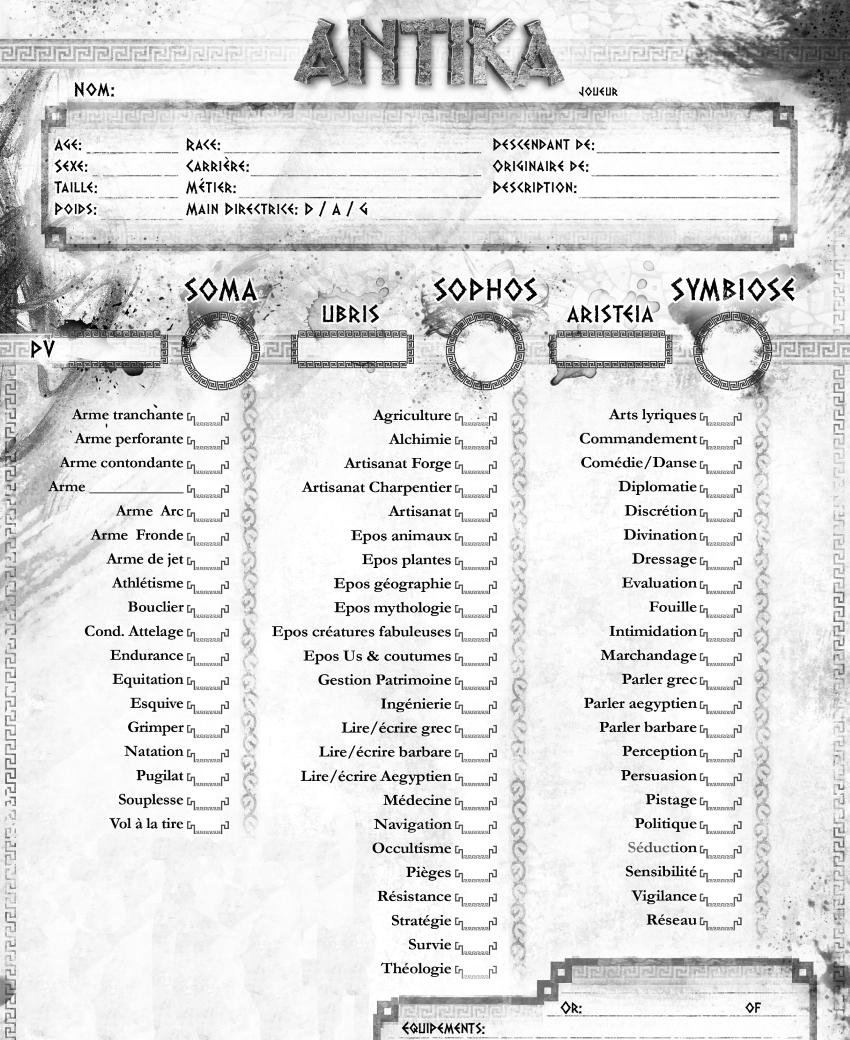 ANTIKA
NOM: JOUEUR
AGE: RACE: DESCENDANT DE:
SEXE: CARRIÈRE: ORIGINAIRE DE:
TAILLE: MÉTIER: DESCRIPTION:
POIDS: MAIN DIRECTRICE: D / A / G
SOMA SOPHOS SYMBIOSE
UBRIS ARISTEIA
PV
Arme tranchante
Arme perforante
Arme contondante
Arme ____________
Arme Arc
Arme Fronde
Arme de jet
Athlétisme
Bouclier
Cond. Attelage
Endurance
Equitation
Esquive
Grimper
Natation
Pugilat
Souplesse
Vol à la tire
Agriculture
Alchimie
Artisanat Forge
Artisanat Charpentier
Artisanat
Epos animaux
Epos plantes
Epos géographie
Epos mythologie
Epos créatures fabuleuses
Epos Us & coutumes
Gestion Patrimoine
Ingénierie
Lire/écrire grec
Lire/écrire barbare
Lire/écrire Aegyptien
Médecine
Navigation
Occultisme
Pièges
Résistance
Stratégie
Survie
Théologie
Arts lyriques
Commandement
Comédie/Danse
Diplomatie
Discrétion
Divination
Dressage
Evaluation
Fouille
Intimidation
Marchandage
Parler grec
Parler aegyptien
Parler barbare
Perception
Persuasion
Pistage
Politique
Séduction
Sensibilité
Vigilance
Réseau
OR: OF
EQUIPEMENTS: